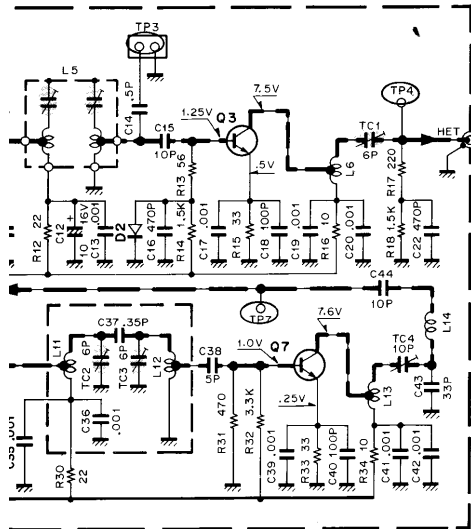 TP3
L5
C14 .5P
7.5V
1.25V
Q3
C15
10P
TP4
TC1
6P
HET
.5V
L6
R13 56
R17 220
R12 22
C12 10 16V
+
C13 .001
D2
C16 470P
R14 1.5K
C17 .001
R15 33
C18 100P
C19 .001
R16 10
C20 .001
R18 1.5K
C22 470P
C44
10P
TP7
7.6V
L14
L11
C37 .35P
TC2 6P
TC3 6P
L12
C38
5P
1.0V
Q7
TC4
10P
L13
C43
33P
.25V
C36
.001
R31 470
R32 3.3K
R30
22
C39 .001
R33 33
C40 100P
R34 10
C41 .001
C42 .001